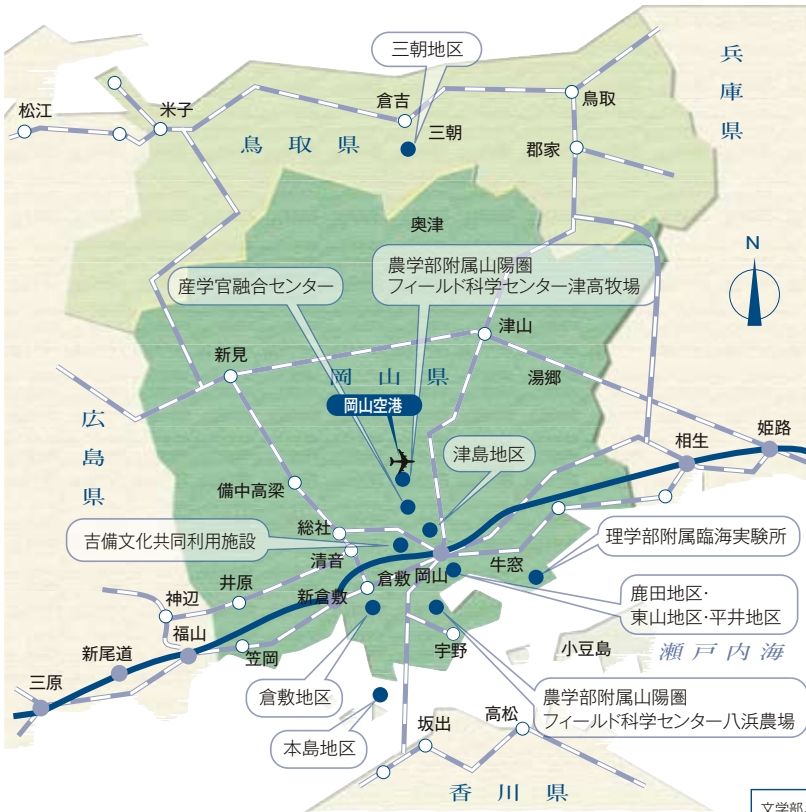 三朝地区
兵庫県
松江
米子
倉吉
鳥取
三朝
鳥取県
郡家
奥津
産学官融合センター
農学部附属山陽圏
フィールド科学センター津高牧場
N
津山
新見
岡山県
湯郷
岡山空港
広島県
姫路
相生
津島地区
備中高梁
総社
吉備文化共同利用施設
理学部附属臨海実験所
清音
牛窓
倉敷
岡山
井原
新倉敷
神辺
鹿田地区・
東山地区・平井地区
福山
新尾道
笠岡
宇野
小豆島
瀬戸内海
三原
倉敷地区
農学部附属山陽圏
フィールド科学センター八浜農場
本島地区
坂出
高松
香川県
文学部